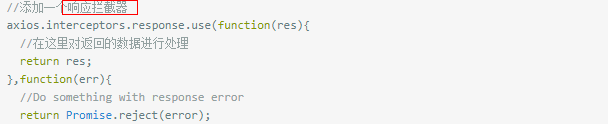 //添加一个响应拦截器
axios.interceptors.response.use(function(res){
//在这里对返回的数据进行处理
return res;
},function(err){
//Do something with response error
return Promise.reject(error);